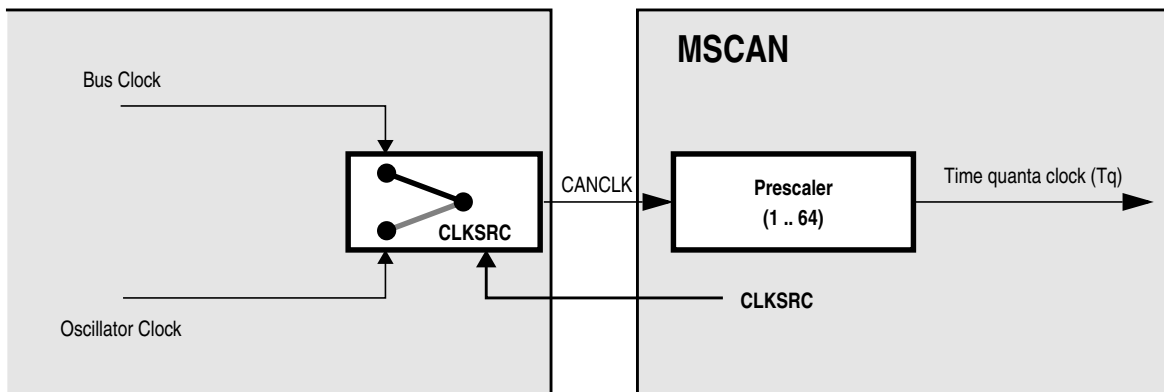 MSCAN
Bus Clock
CANCLK
Time quanta clock (Tq)
Prescaler
(1 .. 64)
CLKSRC
CLKSRC
Oscillator Clock